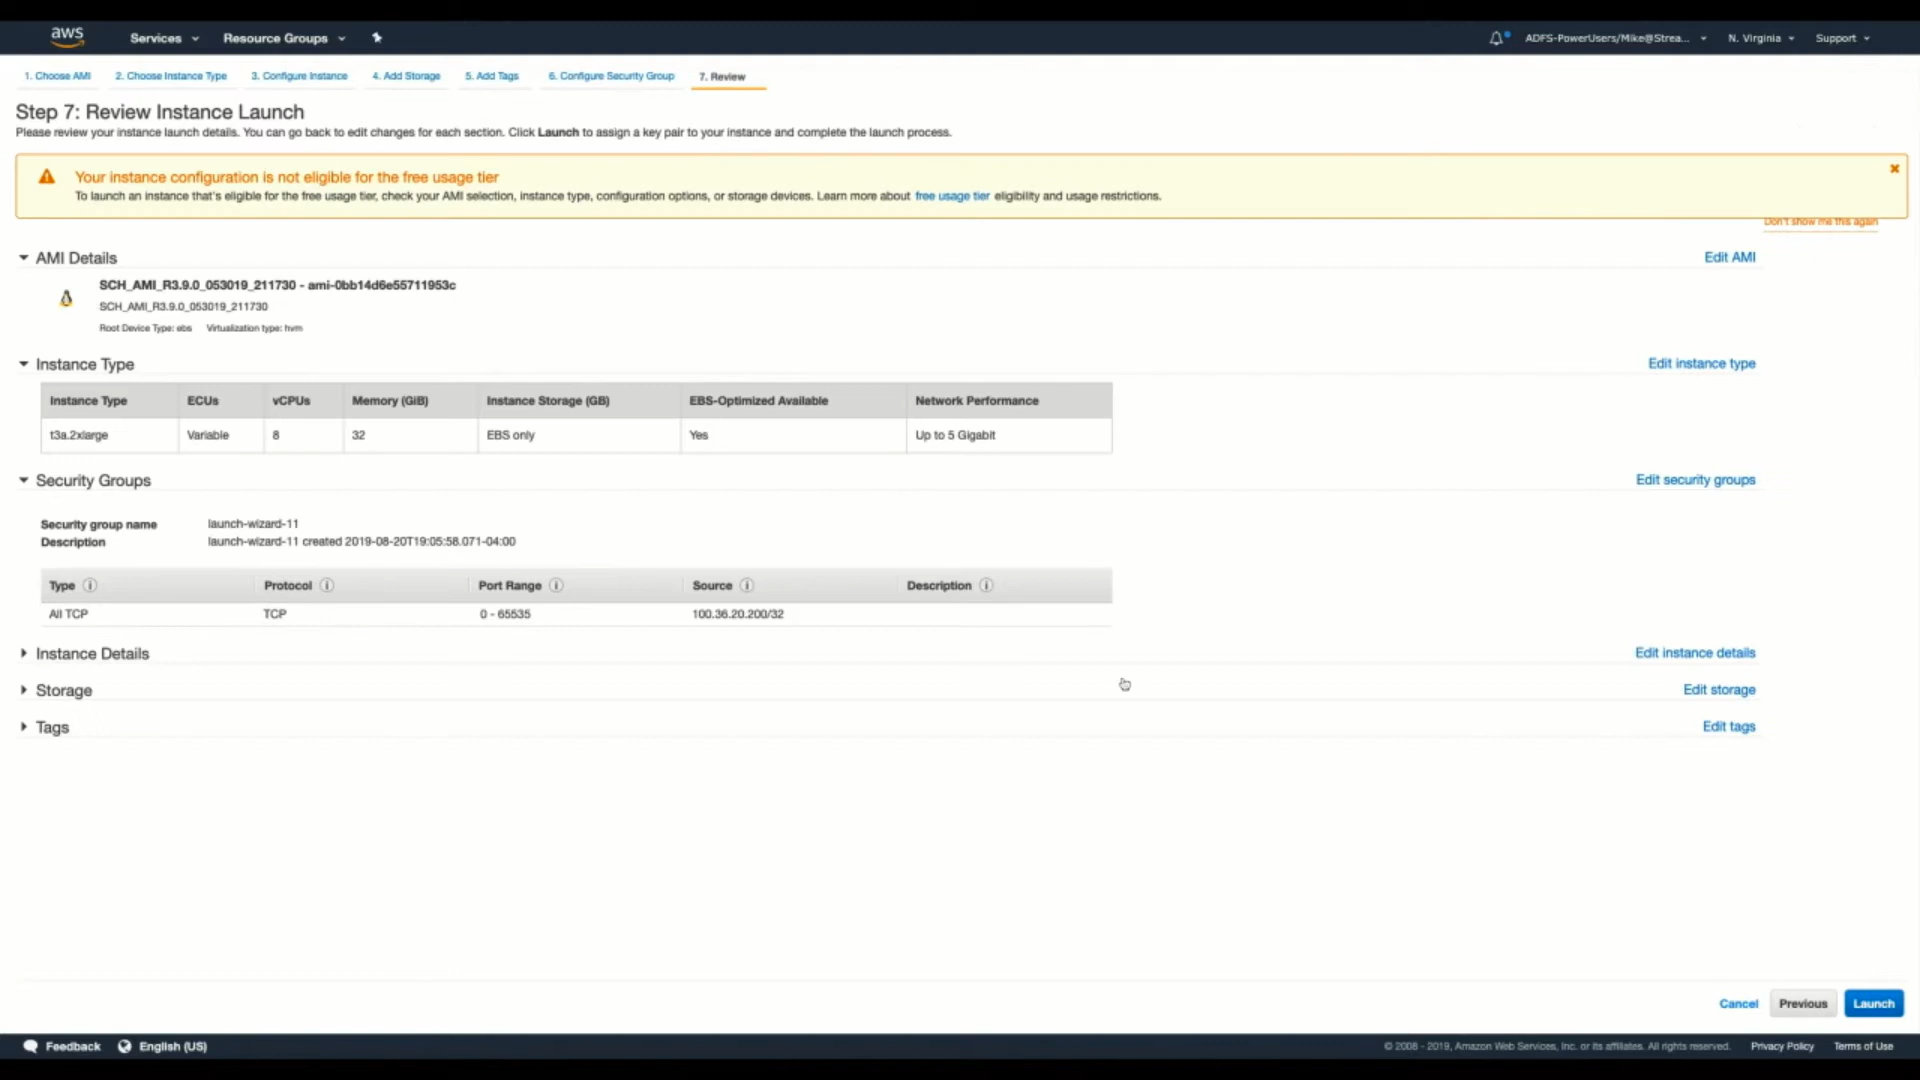 aws Services Resource Groups ADFS-PowerUsers/Mike@Strea... N. Virginia Support
1. Choose AMI 2. Choose Instance Type 3. Configure Instance 4. Add Storage 5. Add Tags 6. Configure Security Group 7. Review
Step 7: Review Instance Launch
Please review your instance launch details. You can go back to edit changes for each section. Click Launch to assign a key pair to your instance and complete the launch process.
Your instance configuration is not eligible for the free usage tier
To launch an instance that's eligible for the free usage tier, check your AMI selection, instance type, configuration options, or storage devices. Learn more about free usage tier eligibility and usage restrictions.
Don't show me this again
AMI Details Edit AMI
SCH_AMI_R3.9.0_053019_211730 - ami-0bb14d6e55711953c
SCH_AMI_R3.9.0_053019_211730
Root Device Type: ebs Virtualization type: hvm
Instance Type Edit instance type
Instance Type ECUs vCPUs Memory (GiB) Instance Storage (GB) EBS-Optimized Available Network Performance
t3a.2xlarge Variable 8 32 EBS only Yes Up to 5 Gigabit
Security Groups Edit security groups
Security group name launch-wizard-11
Description launch-wizard-11 created 2019-08-20T19:05:58.071-04:00
Type Protocol Port Range Source Description
All TCP TCP 0 - 65535 100.36.20.200/32
Instance Details Edit instance details
Storage Edit storage
Tags Edit tags
Cancel Previous Launch
Feedback English (US) © 2008 - 2019, Amazon Web Services, Inc. or its affiliates. All rights reserved. Privacy Policy Terms of Use